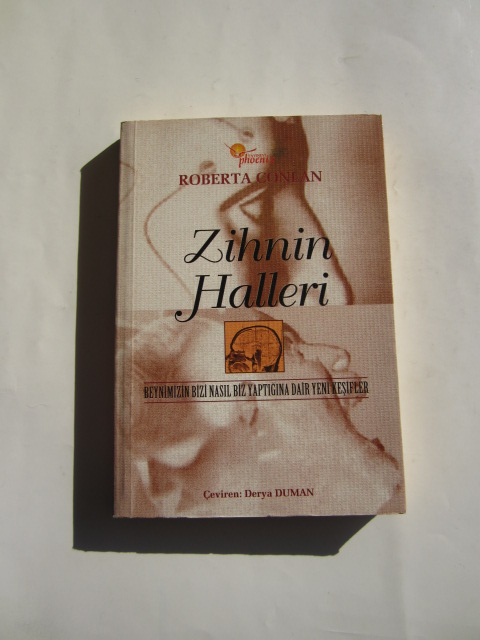 phoenix
ROBERTA CONLAN
Zihnin
Halleri
BEYNİMİZİN BİZİ NASIL BİZ YAPTIĞINA DAİR YENİ KEŞİFLER
Çeviren: Derya DUMAN